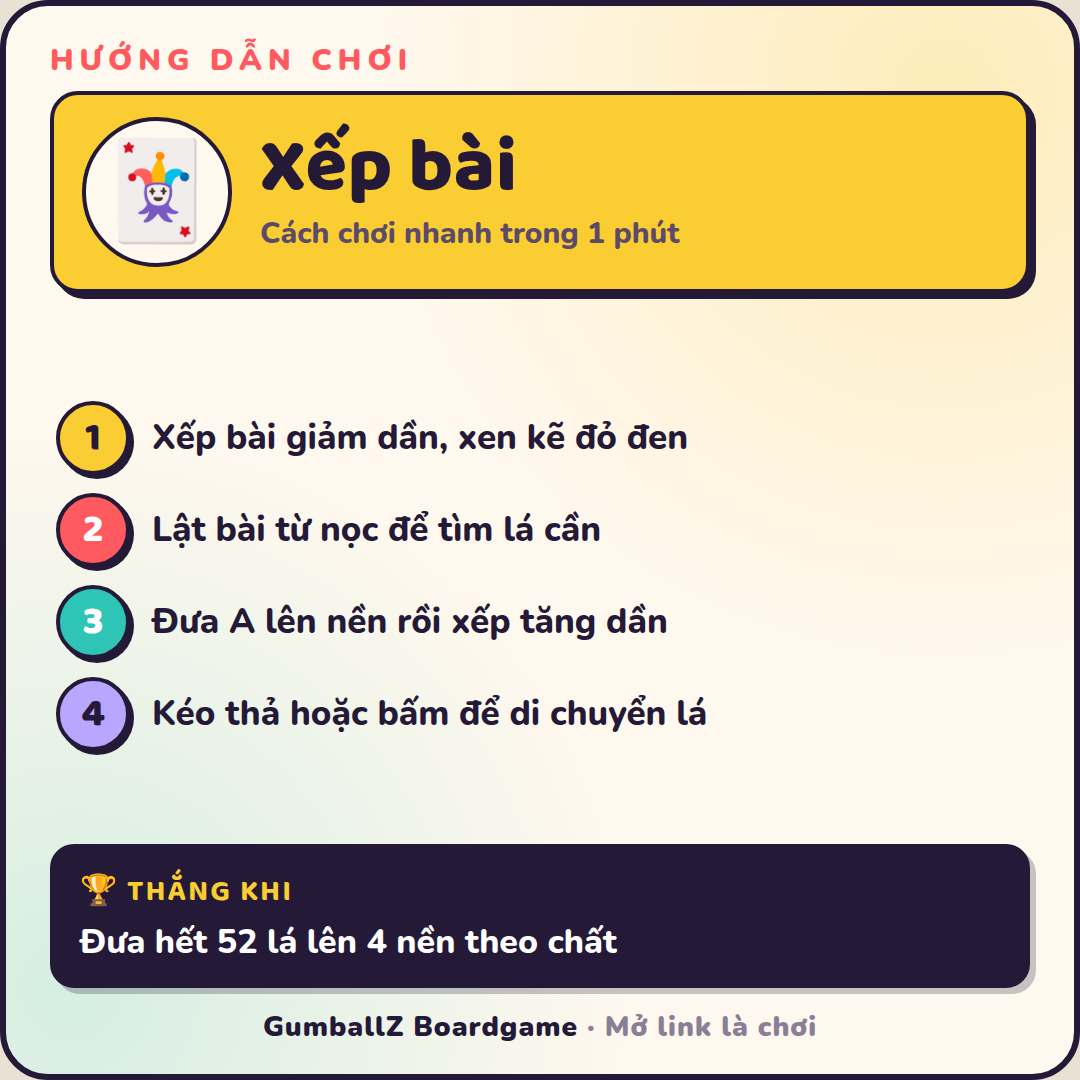 HƯỚNG DẪN CHƠI
Xếp bài
Cách chơi nhanh trong 1 phút
1 Xếp bài giảm dần, xen kẽ đỏ đen
2 Lật bài từ nọc để tìm lá cần
3 Đưa A lên nền rồi xếp tăng dần
4 Kéo thả hoặc bấm để di chuyển lá
🏆 THẮNG KHI
Đưa hết 52 lá lên 4 nền theo chất
GumballZ Boardgame · Mở link là chơi